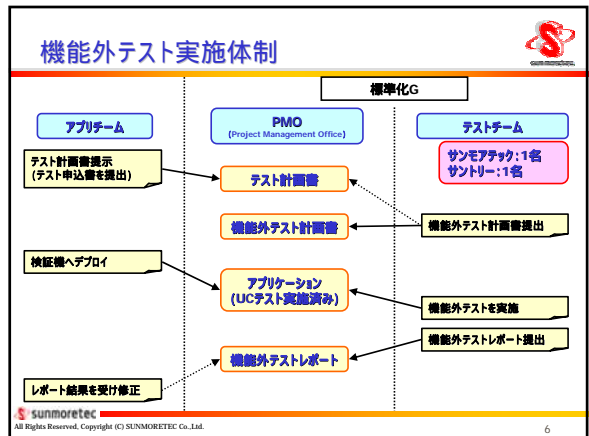 機能外テスト実施体制
標準化G
アプリチーム
PMO
(Project Management Office)
テストチーム
サンモアテック:1名
サントリー:1名
テスト計画書提示
(テスト申込書を提出)
テスト計画書
機能外テスト計画書
機能外テスト計画書提出
検証機へデプロイ
アプリケーション
(UCテスト実施済み)
機能外テストを実施
機能外テストレポート提出
機能外テストレポート
レポート結果を受け修正
sunmoretec
All Rights Reserved, Copyright (C) SUNMORETEC Co.,Ltd.
6